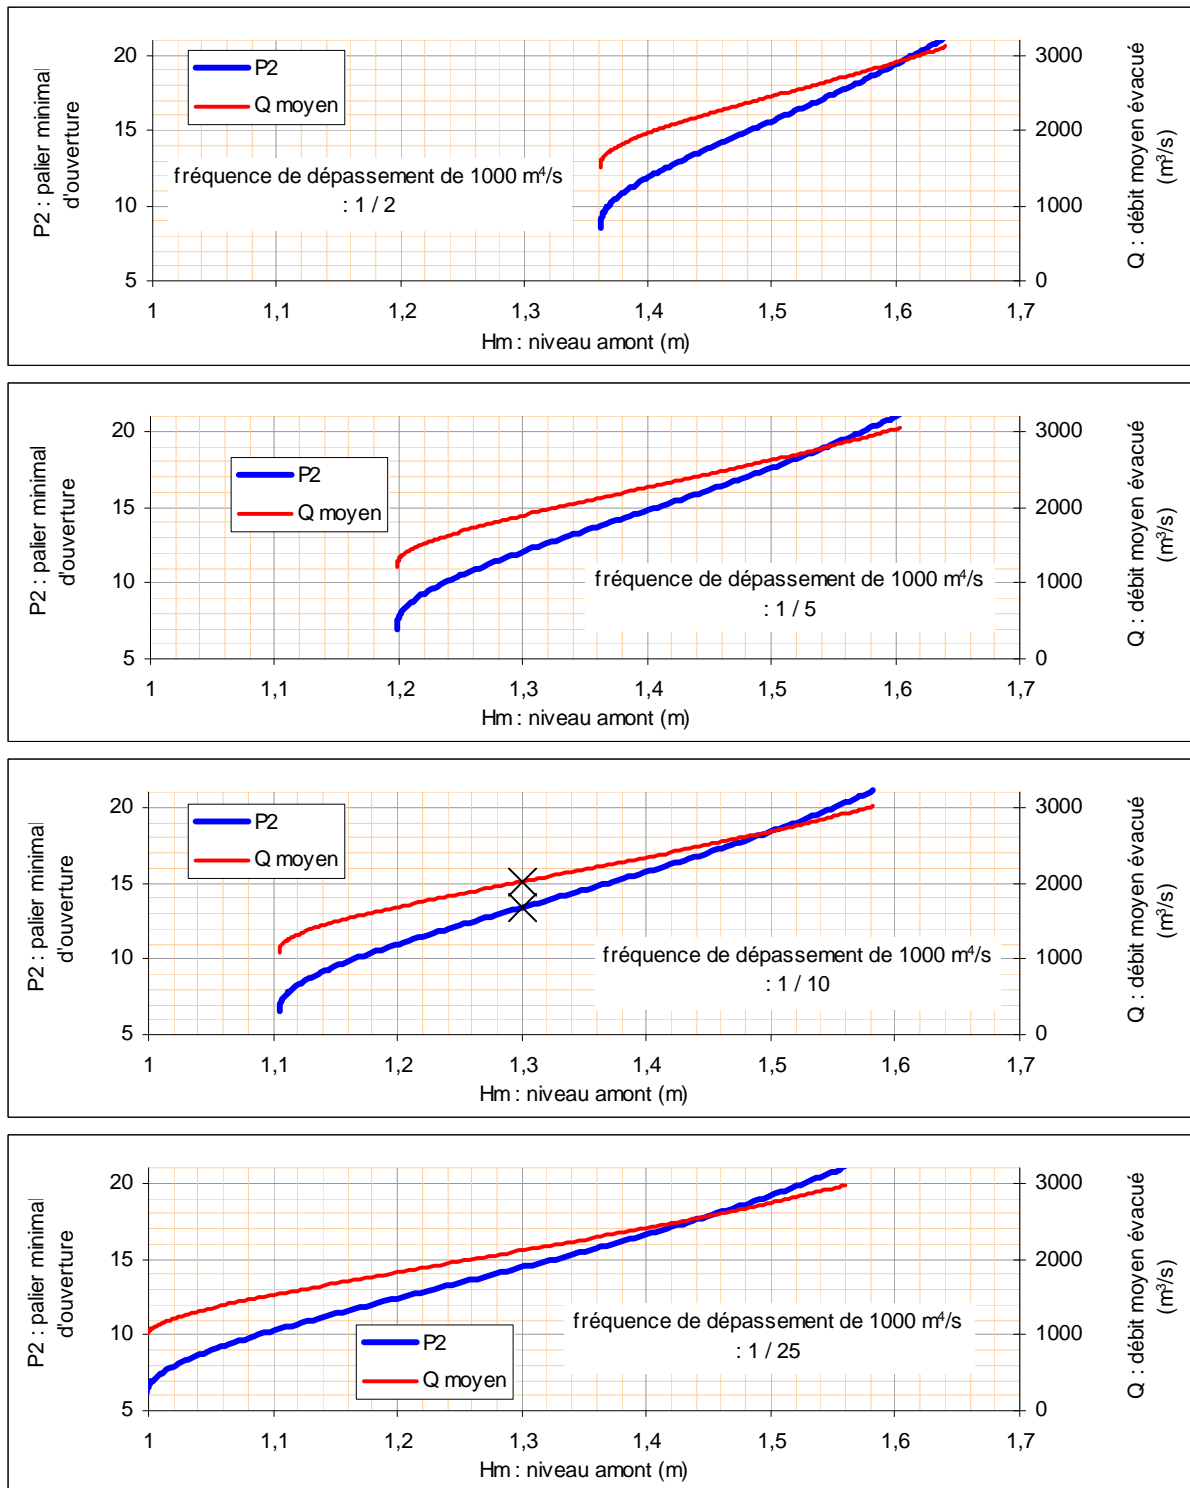 P2 : palier minimal
d'ouverture
20
15
10
5
P2
Q moyen
fréquence de dépassement de 1000 m⁴/s
: 1 / 2
3000
2000
1000
0
Q : débit moyen évacué
(m³/s)
1 1,1 1,2 1,3 1,4 1,5 1,6 1,7
Hm : niveau amont (m)
P2 : palier minimal
d'ouverture
20
15
10
5
P2
Q moyen
fréquence de dépassement de 1000 m⁴/s
: 1 / 5
3000
2000
1000
0
Q : débit moyen évacué
(m³/s)
1 1,1 1,2 1,3 1,4 1,5 1,6 1,7
Hm : niveau amont (m)
P2 : palier minimal
d'ouverture
20
15
10
5
P2
Q moyen
fréquence de dépassement de 1000 m⁴/s
: 1 / 10
3000
2000
1000
0
Q : débit moyen évacué
(m³/s)
1 1,1 1,2 1,3 1,4 1,5 1,6 1,7
Hm : niveau amont (m)
P2 : palier minimal
d'ouverture
20
15
10
5
P2
Q moyen
fréquence de dépassement de 1000 m⁴/s
: 1 / 25
3000
2000
1000
0
Q : débit moyen évacué
(m³/s)
1 1,1 1,2 1,3 1,4 1,5 1,6 1,7
Hm : niveau amont (m)